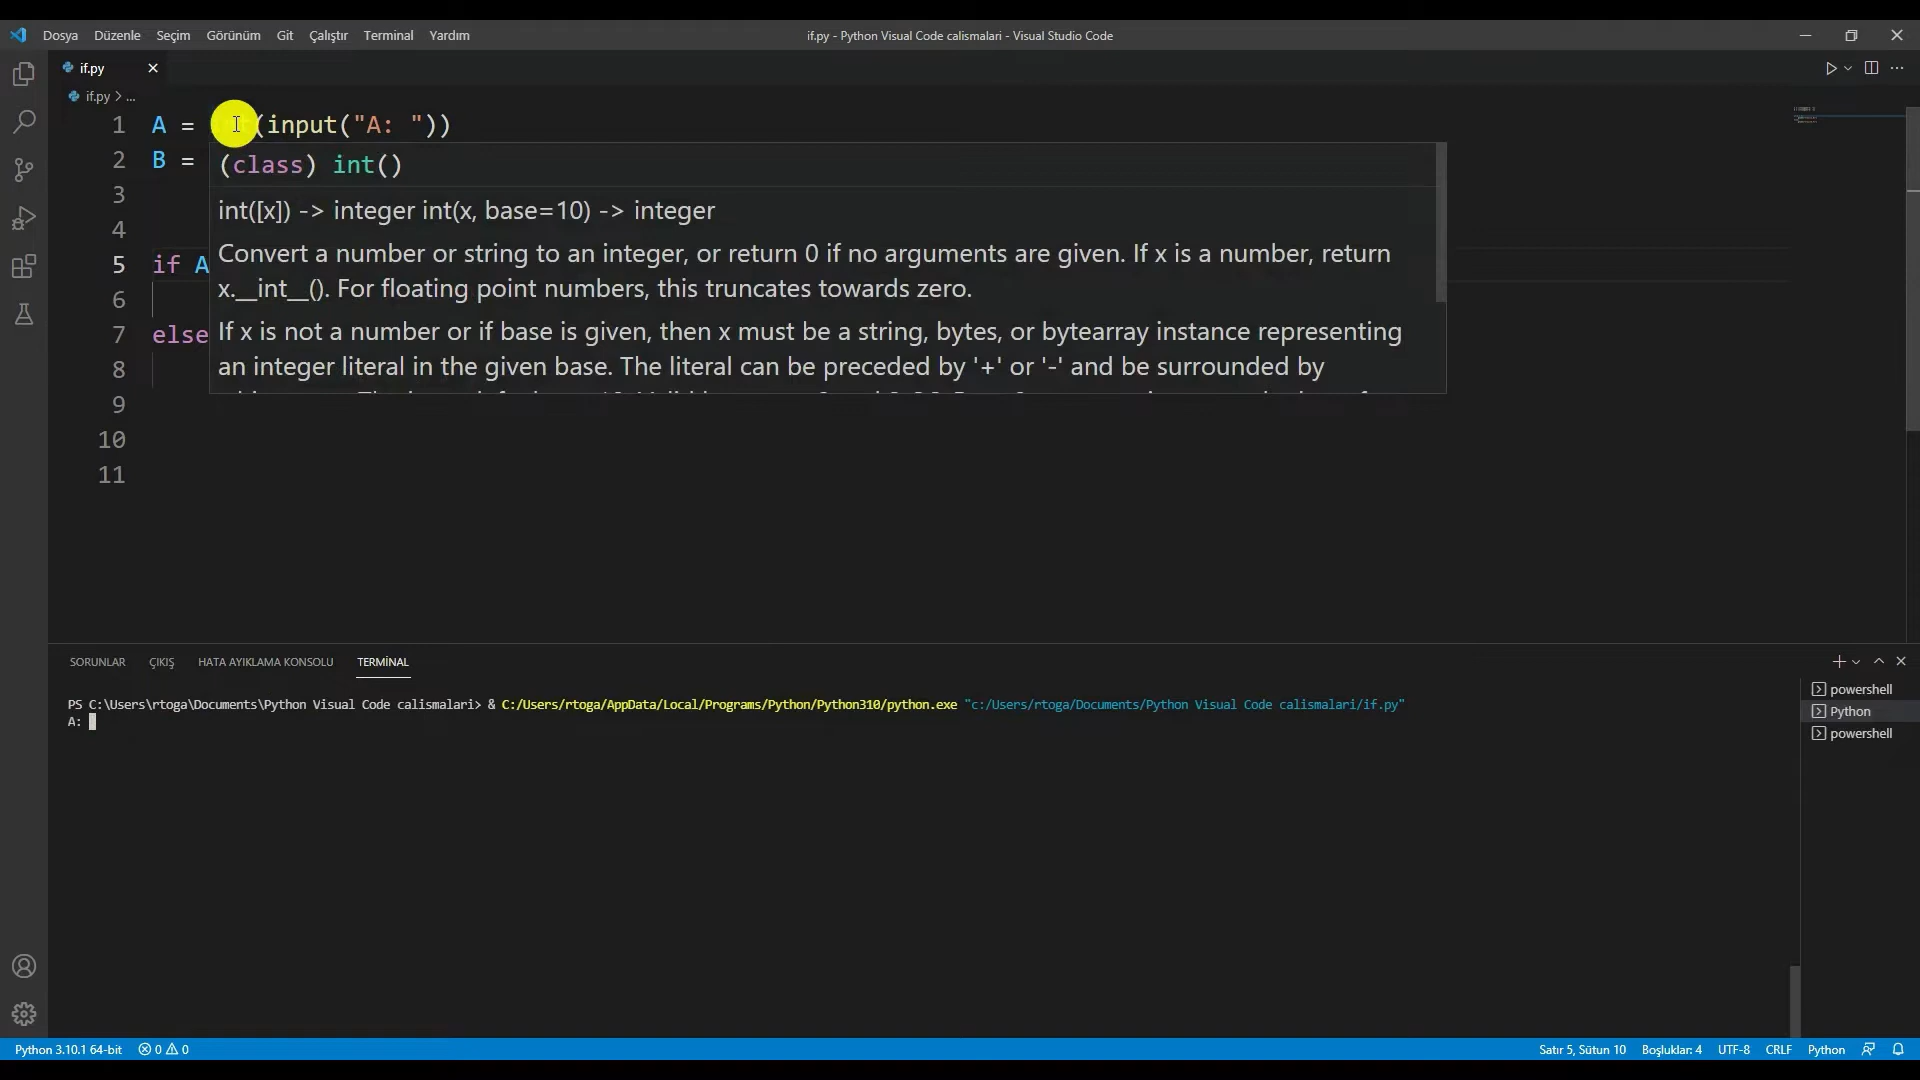 Dosya Düzenle Seçim Görünüm Git Çalıştır Terminal Yardım
if.py - Python Visual Code calismalari - Visual Studio Code
if.py
if.py > ...
1 A = (input("A: "))
2 B =
(class) int()
3
int([x]) -> integer int(x, base=10) -> integer
4
Convert a number or string to an integer, or return 0 if no arguments are given. If x is a number, return
5 if A
x.__int__(). For floating point numbers, this truncates towards zero.
6
7 else
If x is not a number or if base is given, then x must be a string, bytes, or bytearray instance representing
8
an integer literal in the given base. The literal can be preceded by '+' or '-' and be surrounded by
9
10
11
SORUNLAR ÇIKIŞ HATA AYIKLAMA KONSOLU TERMİNAL
PS C:\Users\rtoga\Documents\Python Visual Code calismalari> & C:/Users/rtoga/AppData/Local/Programs/Python/Python310/python.exe "c:/Users/rtoga/Documents/Python Visual Code calismalari/if.py"
A:
powershell
Python
powershell
Python 3.10.1 64-bit 0 0
Satır 5, Sütun 10 Boşluklar: 4 UTF-8 CRLF Python